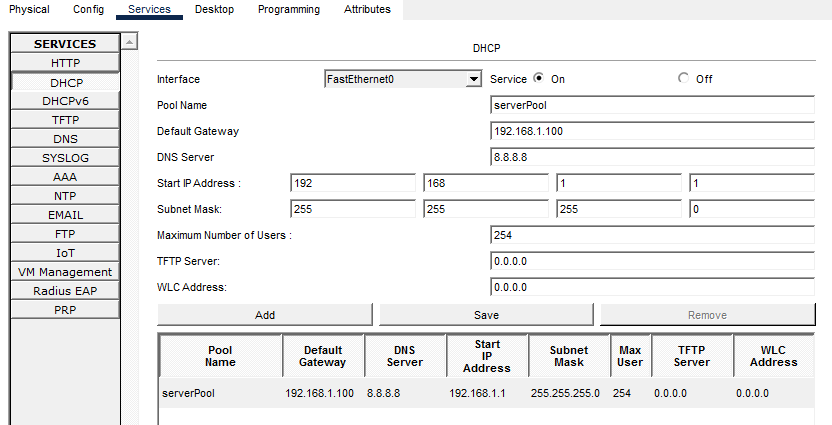 Physical Config Services Desktop Programming Attributes
SERVICES
HTTP
DHCP
DHCPv6
TFTP
DNS
SYSLOG
AAA
NTP
EMAIL
FTP
IoT
VM Management
Radius EAP
PRP
DHCP
Interface FastEthernet0 Service On Off
Pool Name serverPool
Default Gateway 192.168.1.100
DNS Server 8.8.8.8
Start IP Address : 192 168 1 1
Subnet Mask: 255 255 255 0
Maximum Number of Users : 254
TFTP Server: 0.0.0.0
WLC Address: 0.0.0.0
Add Save Remove
Pool Name Default Gateway DNS Server Start IP Address Subnet Mask Max User TFTP Server WLC Address
serverPool 192.168.1.100 8.8.8.8 192.168.1.1 255.255.255.0 254 0.0.0.0 0.0.0.0